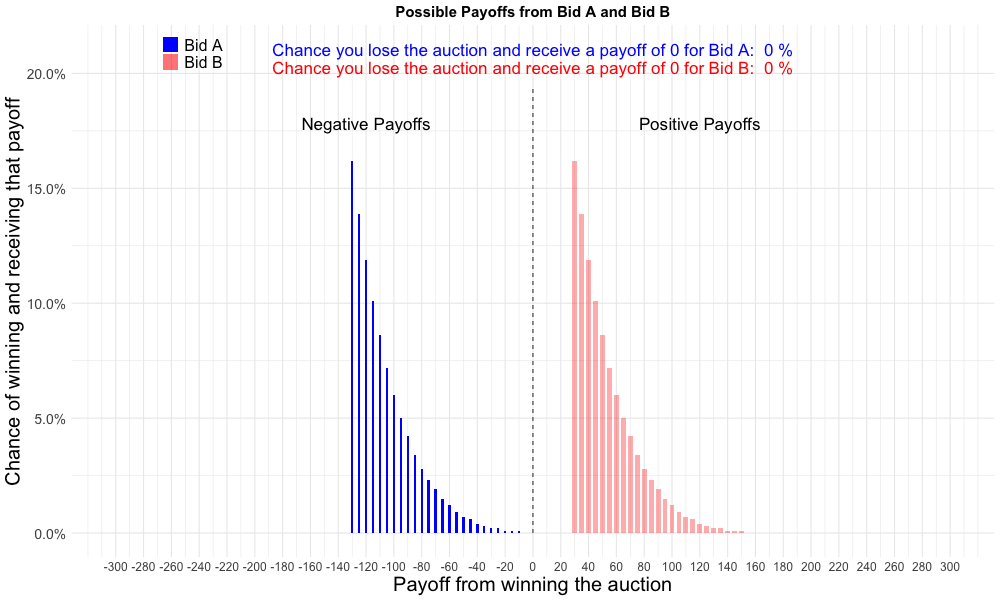 Possible Payoffs from Bid A and Bid B
Bid A
Bid B
Chance you lose the auction and receive a payoff of 0 for Bid A:  0 %
Chance you lose the auction and receive a payoff of 0 for Bid B:  0 %
Negative Payoffs
Positive Payoffs
Chance of winning and receiving that payoff
20.0%
15.0%
10.0%
5.0%
0.0%
-300 -280 -260 -240 -220 -200 -180 -160 -140 -120 -100 -80 -60 -40 -20 0 20 40 60 80 100 120 140 160 180 200 220 240 260 280 300
Payoff from winning the auction